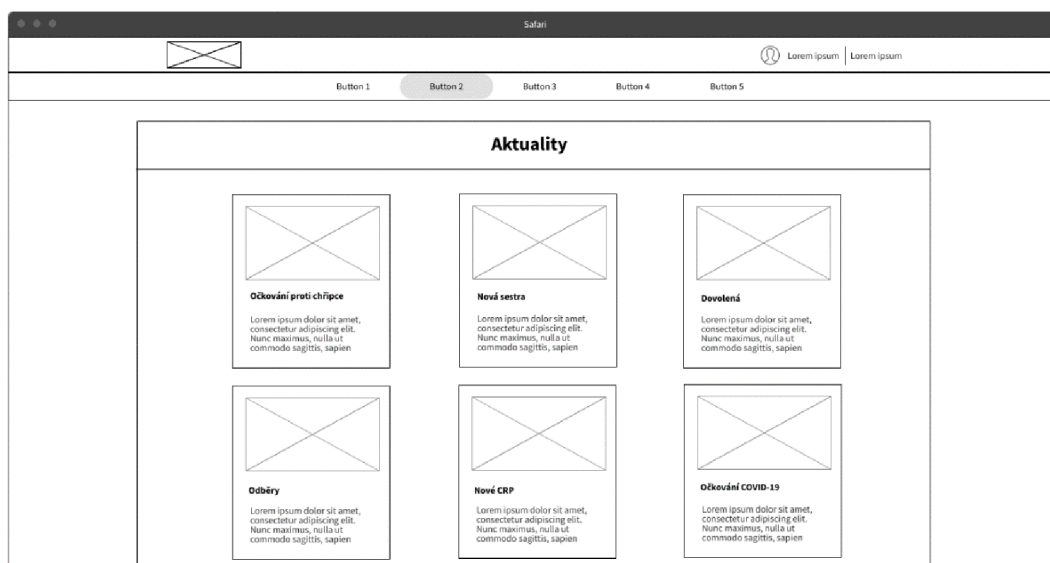 Safari
Lorem ipsum Lorem ipsum
Button 1 Button 2 Button 3 Button 4 Button 5
Aktuality
Očkování proti chřipce
Lorem ipsum dolor sit amet,
consectetur adipiscing elit.
Nunc maximus, nulla ut
commodo sagittis, sapien
Nová sestra
Lorem ipsum dolor sit amet,
consectetur adipiscing elit.
Nunc maximus, nulla ut
commodo sagittis, sapien
Dovolená
Lorem ipsum dolor sit amet,
consectetur adipiscing elit.
Nunc maximus, nulla ut
commodo sagittis, sapien
Odběry
Lorem ipsum dolor sit amet,
consectetur adipiscing elit.
Nunc maximus, nulla ut
commodo sagittis, sapien
Nové CRP
Lorem ipsum dolor sit amet,
consectetur adipiscing elit.
Nunc maximus, nulla ut
commodo sagittis, sapien
Očkování COVID-19
Lorem ipsum dolor sit amet,
consectetur adipiscing elit.
Nunc maximus, nulla ut
commodo sagittis, sapien